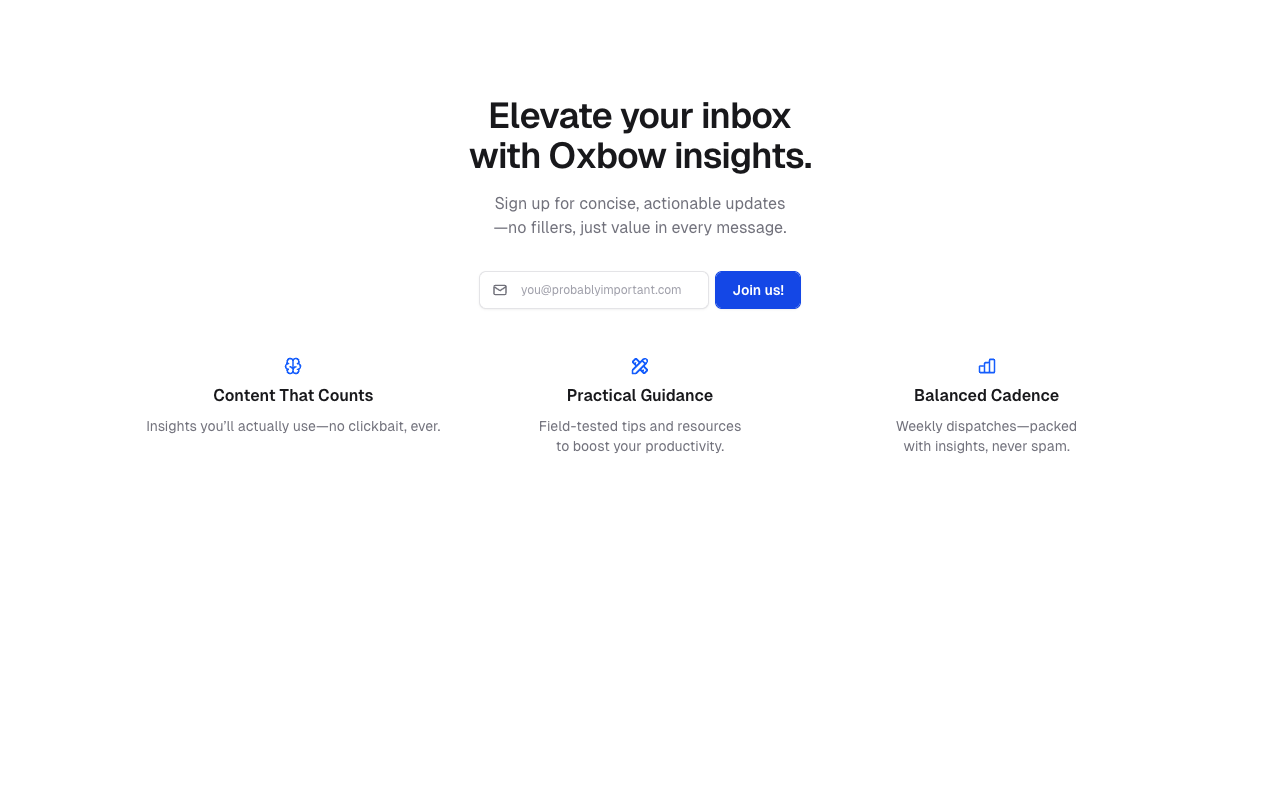 Elevate your inbox
with Oxbow insights.
Sign up for concise, actionable updates
—no fillers, just value in every message.
you@probablyimportant.com
Join us!
Content That Counts
Insights you’ll actually use—no clickbait, ever.
Practical Guidance
Field-tested tips and resources
to boost your productivity.
Balanced Cadence
Weekly dispatches—packed
with insights, never spam.